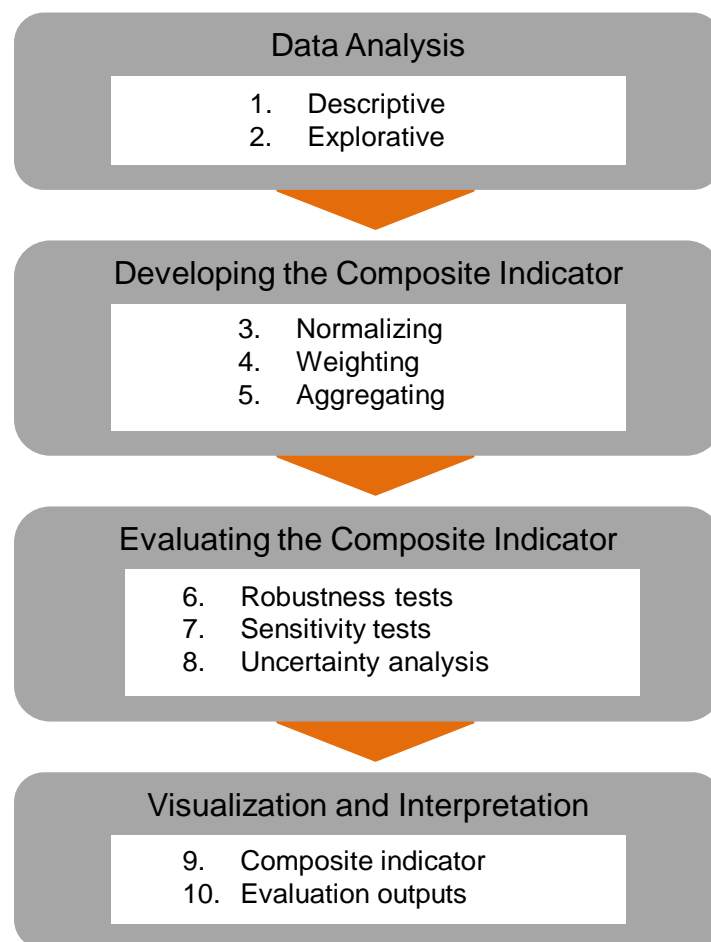 Data Analysis
1. Descriptive
2. Explorative
Developing the Composite Indicator
3. Normalizing
4. Weighting
5. Aggregating
Evaluating the Composite Indicator
6. Robustness tests
7. Sensitivity tests
8. Uncertainty analysis
Visualization and Interpretation
9. Composite indicator
10. Evaluation outputs